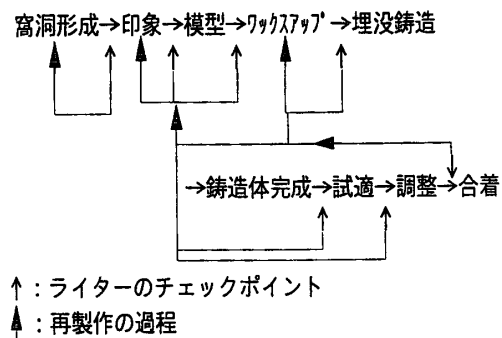 窩洞形成→印象→模型→ワックスアップ→埋没鋳造
→鋳造体完成→試適→調整→合着
↑:ライターのチェックポイント
▲:再製作の過程